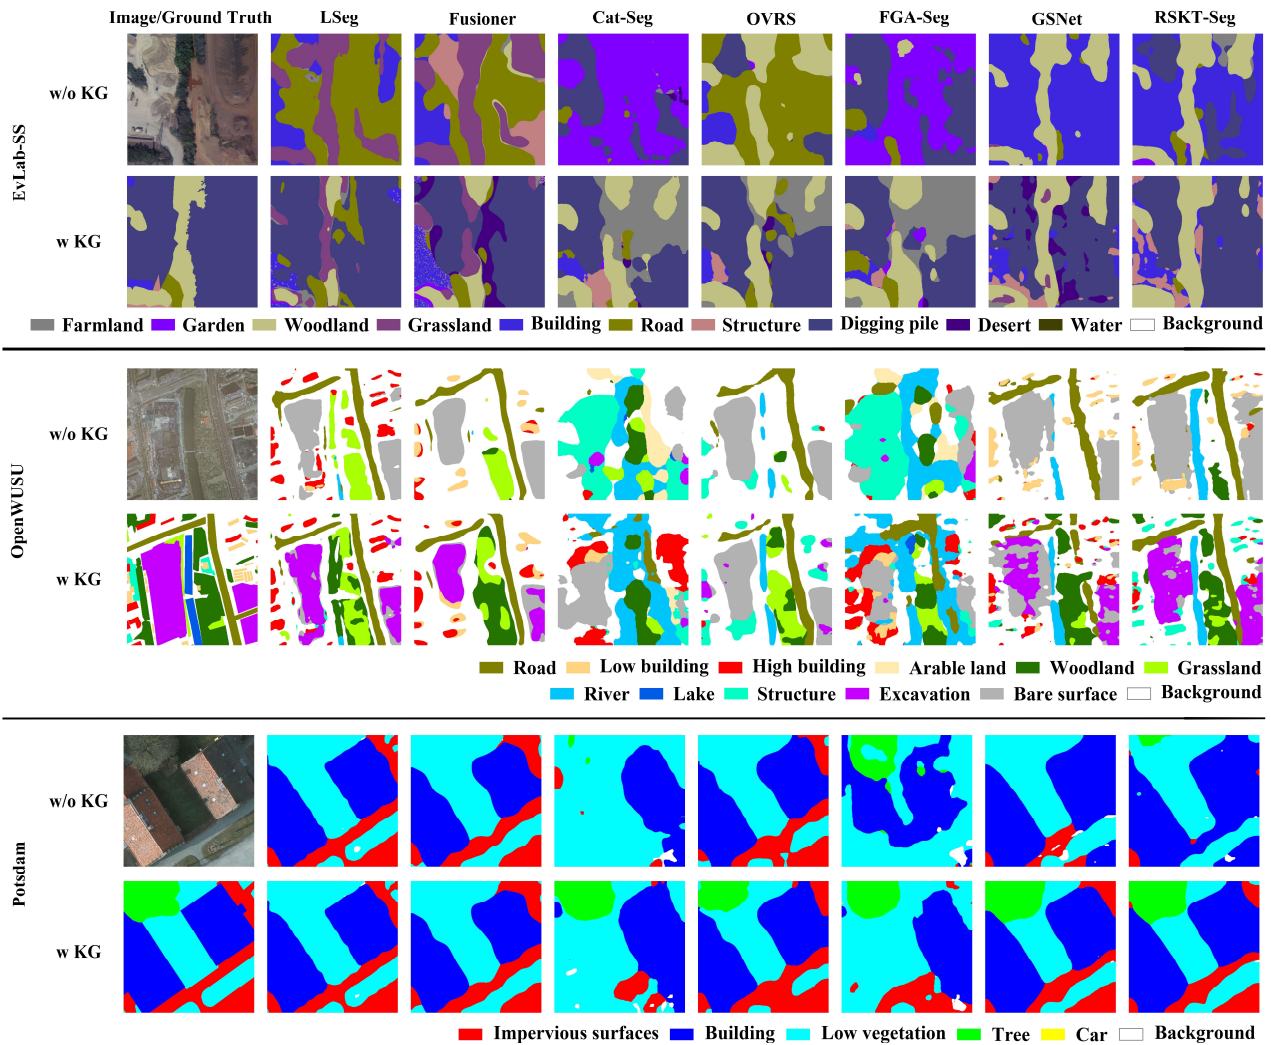 Image/Ground Truth LSeg Fusioner Cat-Seg OVRS FGA-Seg GSNet RSKT-Seg
EvLab-SS
w/o KG
w KG
Farmland Garden Woodland Grassland Building Road Structure Digging pile Desert Water Background
OpenWUSU
w/o KG
w KG
Road Low building High building Arable land Woodland Grassland
River Lake Structure Excavation Bare surface Background
Potsdam
w/o KG
w KG
Impervious surfaces Building Low vegetation Tree Car Background